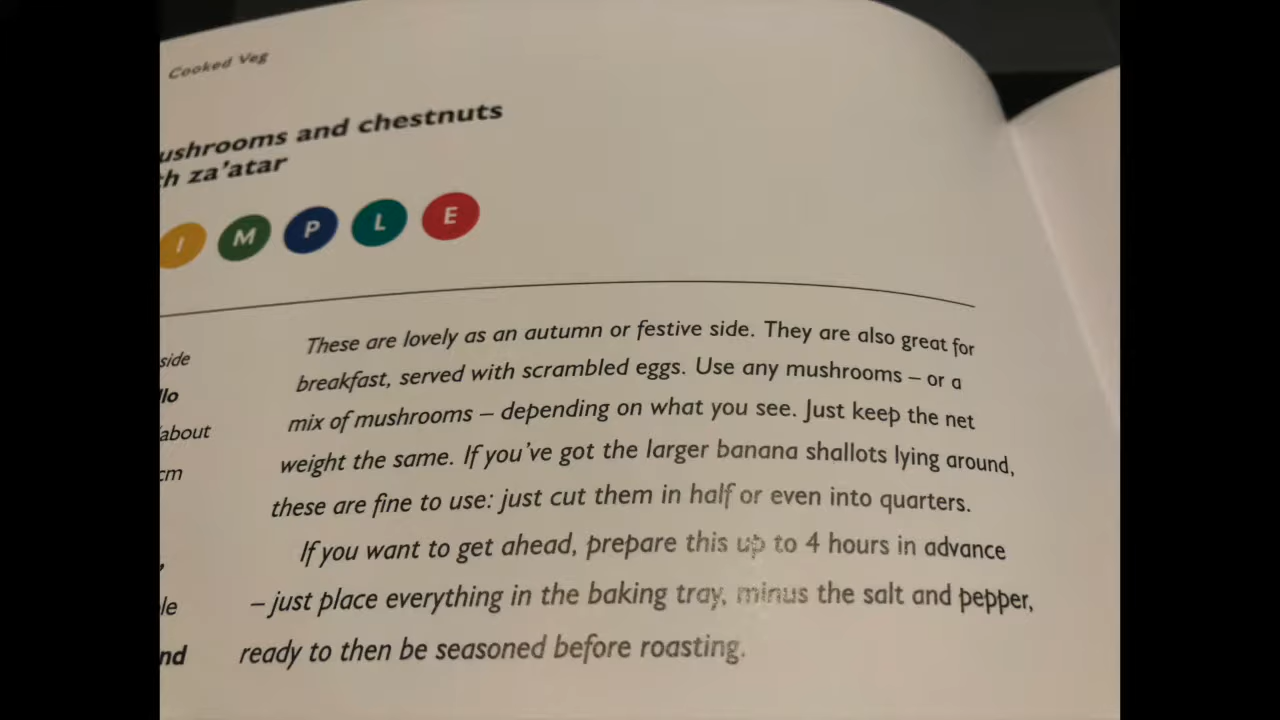 Cooked Veg
ushrooms and chestnuts
th za'atar
I M P L E
side
llo
about
cm
le
nd
These are lovely as an autumn or festive side. They are also great for
breakfast, served with scrambled eggs. Use any mushrooms – or a
mix of mushrooms – depending on what you see. Just keep the net
weight the same. If you've got the larger banana shallots lying around,
these are fine to use: just cut them in half or even into quarters.
If you want to get ahead, prepare this up to 4 hours in advance
– just place everything in the baking tray, minus the salt and pepper,
ready to then be seasoned before roasting.